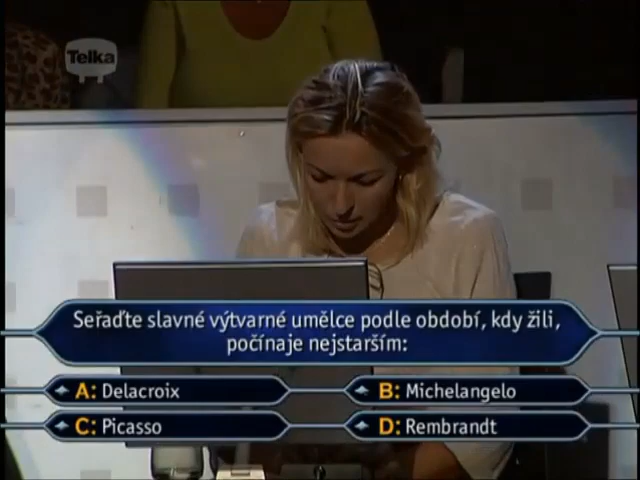 Telka
Seřaďte slavné výtvarné umělce podle období, kdy žili,
počínaje nejstarším:
A: Delacroix
B: Michelangelo
C: Picasso
D: Rembrandt